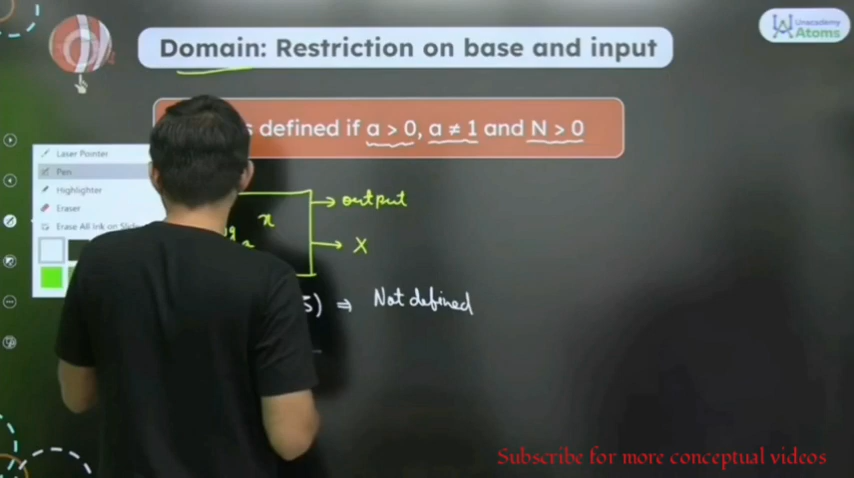 Domain: Restriction on base and input
Unacademy
Atoms
defined if a > 0, a ≠ 1 and N > 0
Laser Pointer
Pen
Highlighter
Eraser
Erase All Ink on Slide
x → output
→ X
) ⇒ Not defined
Subscribe for more conceptual videos